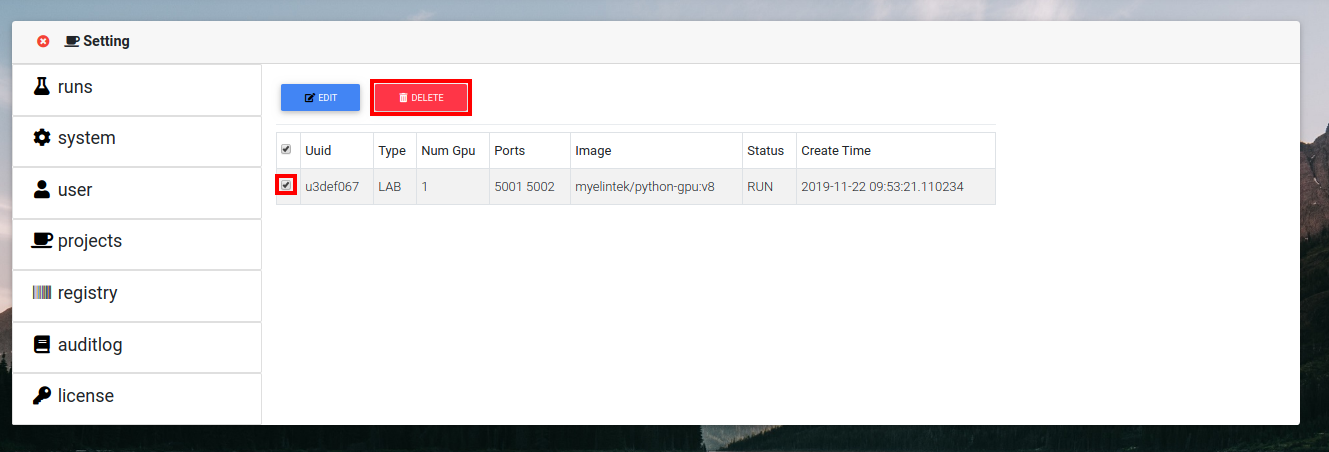 Setting
runs
system
user
projects
registry
auditlog
license
EDIT DELETE
Uuid Type Num Gpu Ports Image Status Create Time
u3def067 LAB 1 5001 5002 myelintek/python-gpu:v8 RUN 2019-11-22 09:53:21.110234